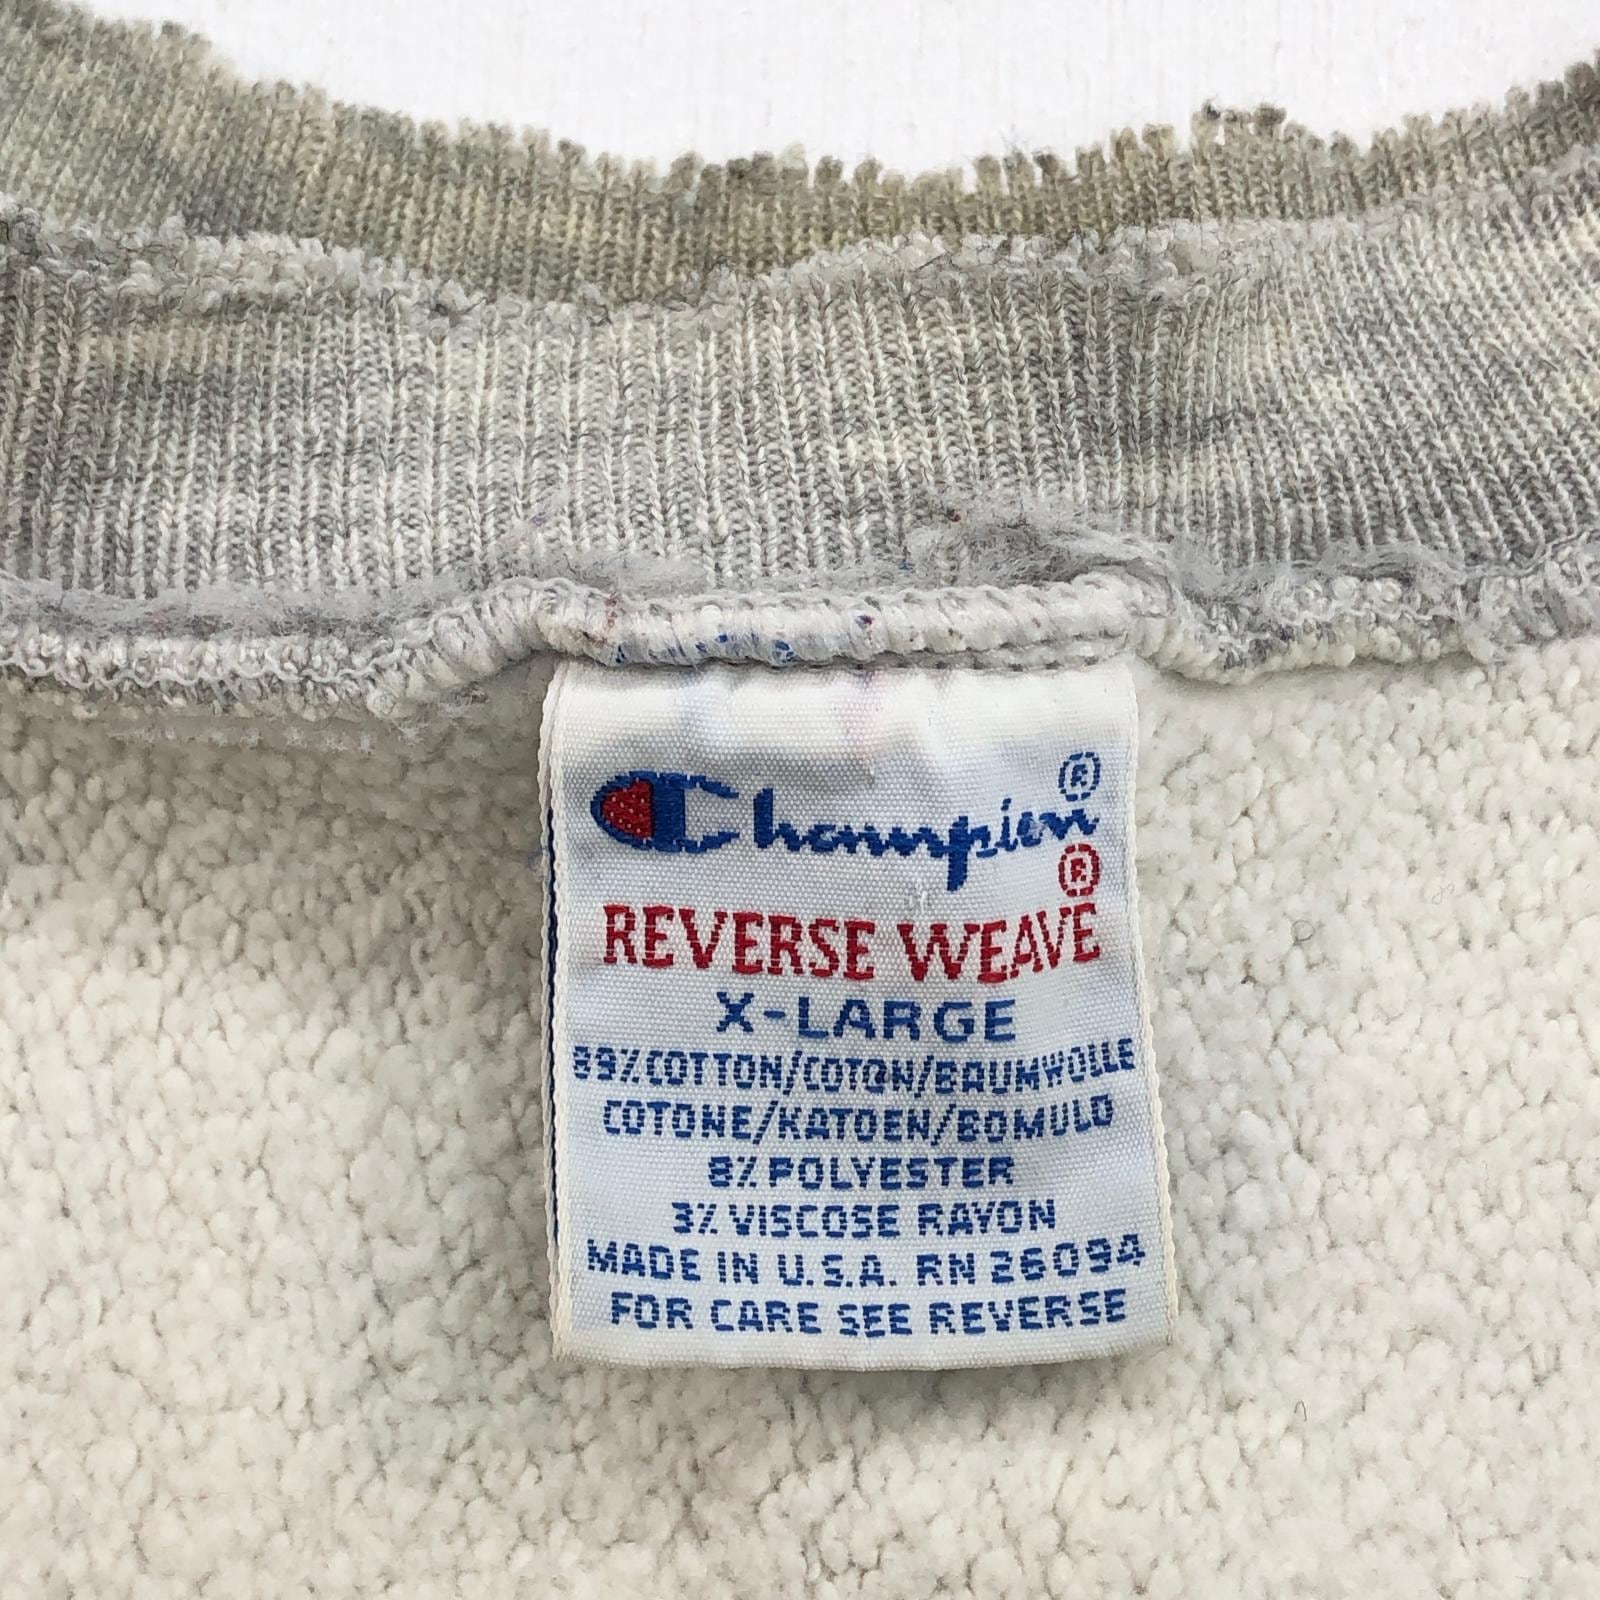 Champion®
REVERSE WEAVE®
X-LARGE
89% COTTON/COTON/BAUMWOLLE
COTONE/KATOEN/BOMULD
8% POLYESTER
3% VISCOSE RAYON
MADE IN U.S.A. RN 26094
FOR CARE SEE REVERSE